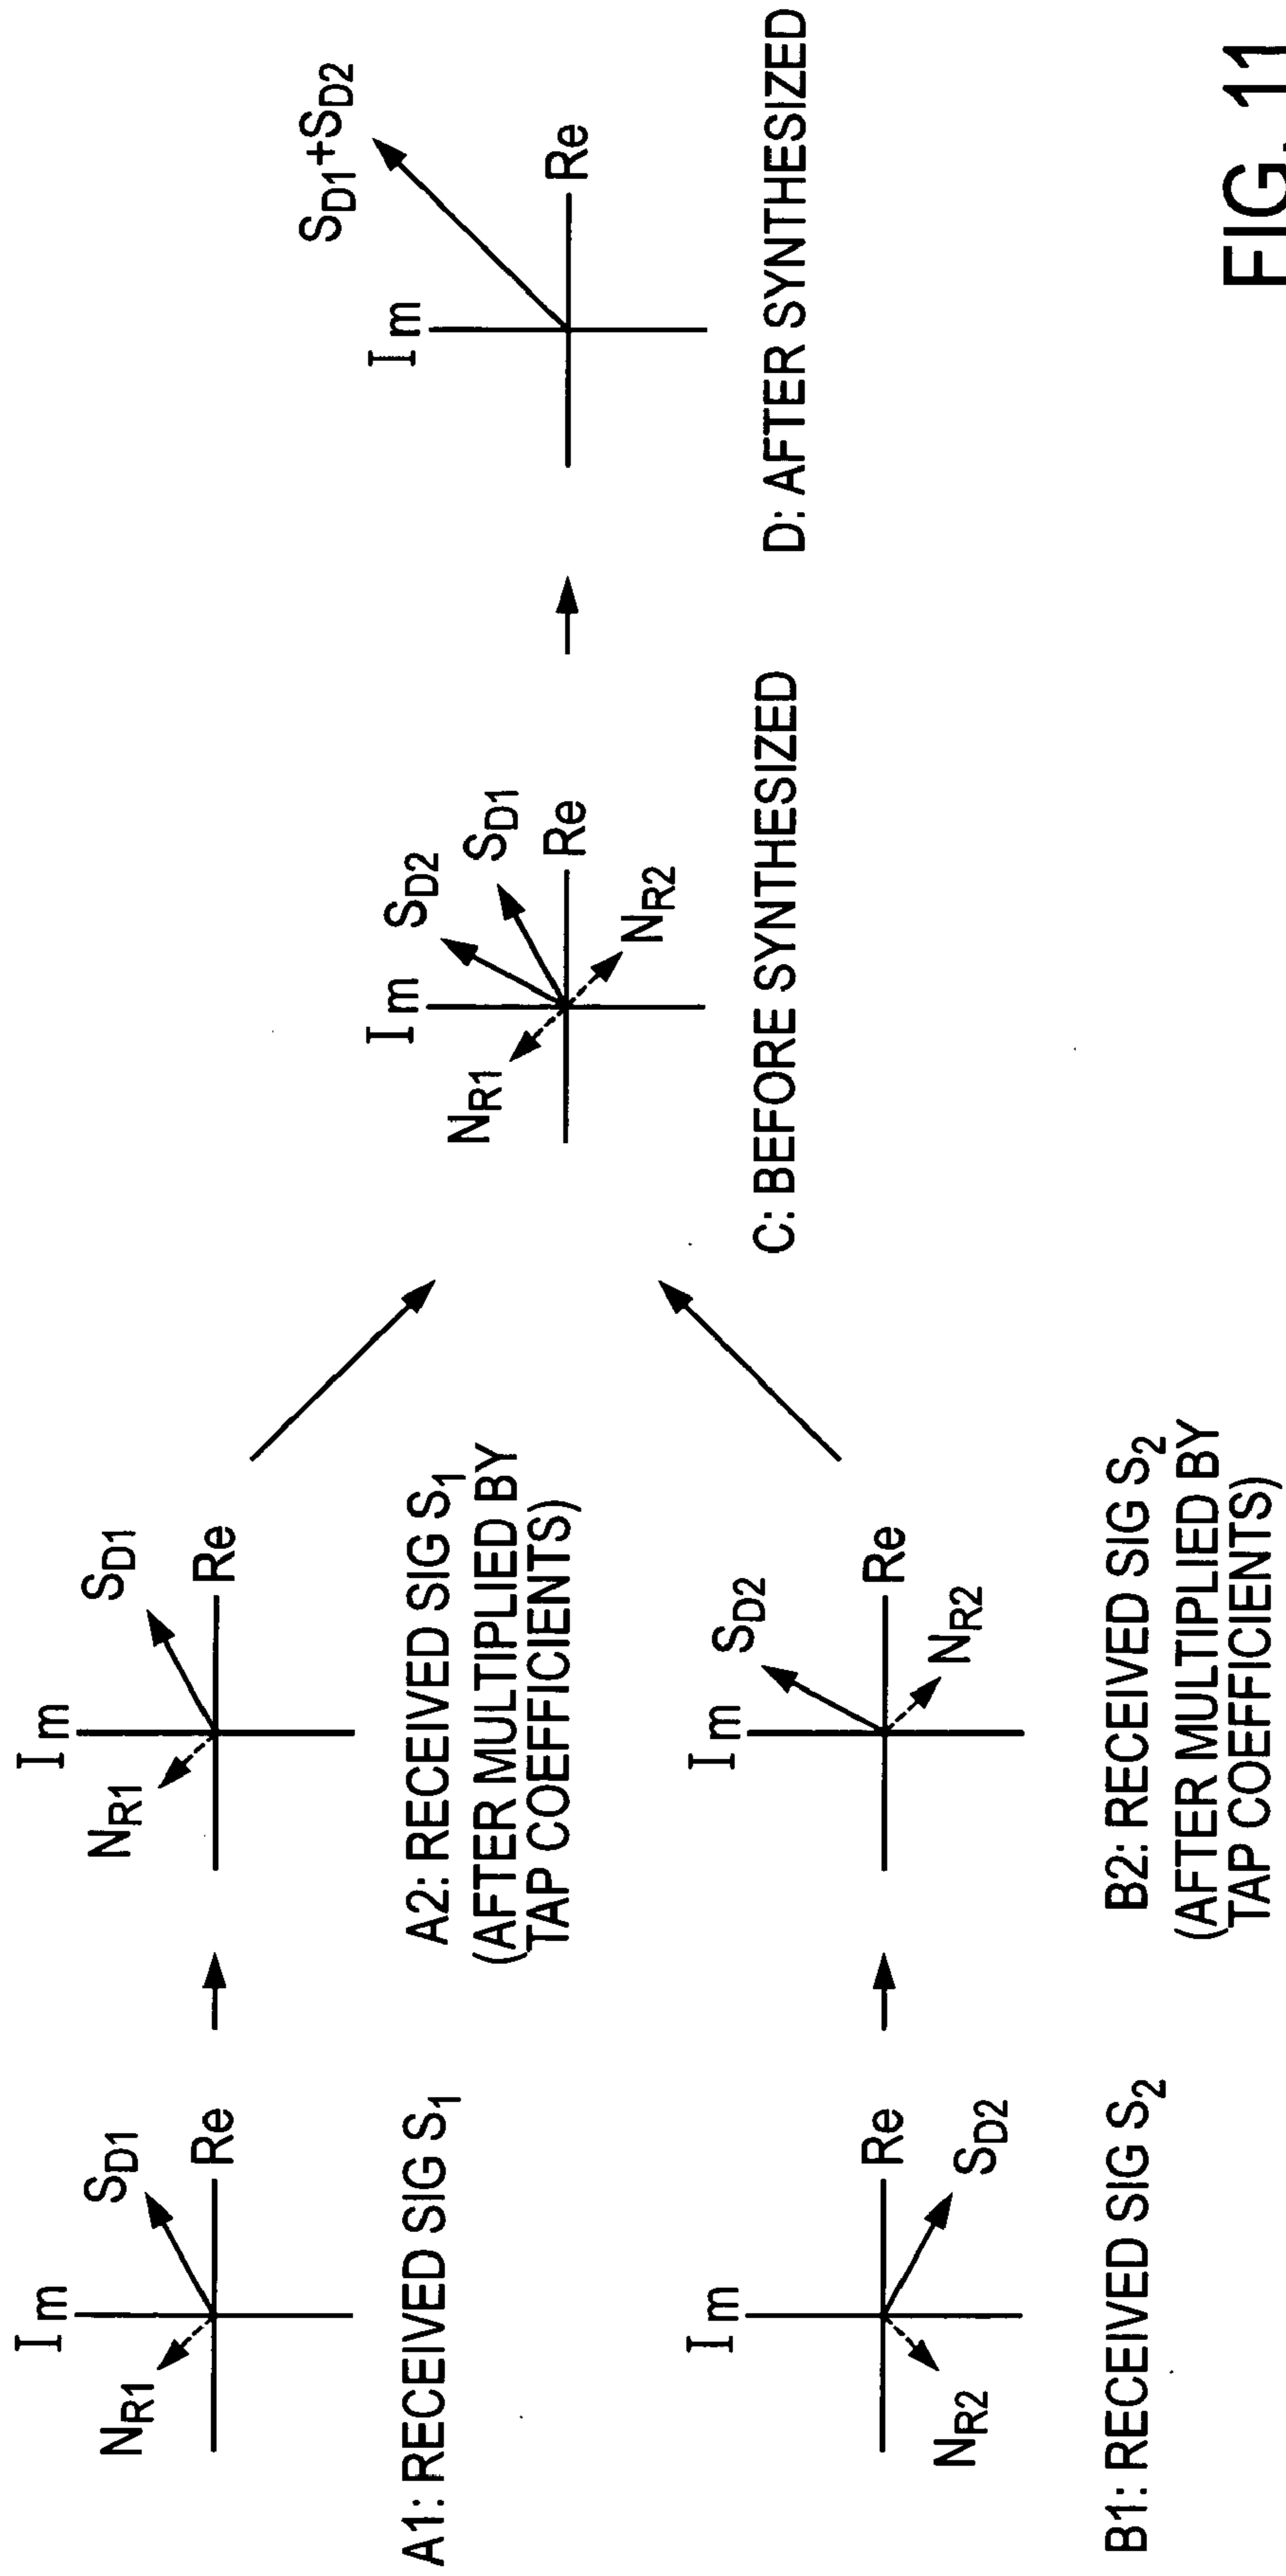 Im
N_R1
S_D1
Re
A1: RECEIVED SIG S_1
Im
N_R1
S_D1
Re
A2: RECEIVED SIG S_1
(AFTER MULTIPLIED BY
TAP COEFFICIENTS)
Im
N_R2
S_D2
Re
B1: RECEIVED SIG S_2
Im
S_D2
Re
N_R2
B2: RECEIVED SIG S_2
(AFTER MULTIPLIED BY
TAP COEFFICIENTS)
Im
N_R1
S_D2
S_D1
Re
N_R2
C: BEFORE SYNTHESIZED
Im
S_D1+S_D2
Re
D: AFTER SYNTHESIZED
FIG. 11